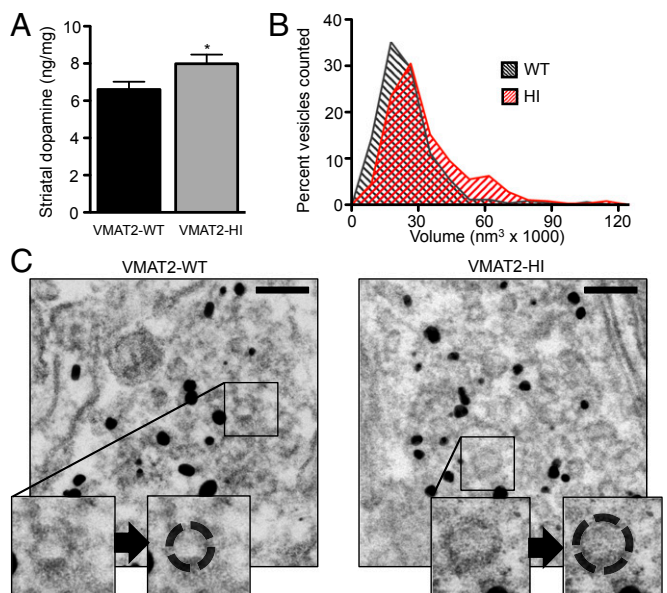 A
Striatal dopamine (ng/mg)
10
8
6
4
2
0
*
VMAT2-WT
VMAT2-HI
B
Percent vesicles counted
40
30
20
10
0
WT
HI
0
30
60
90
120
Volume (nm³ x 1000)
C
VMAT2-WT
VMAT2-HI